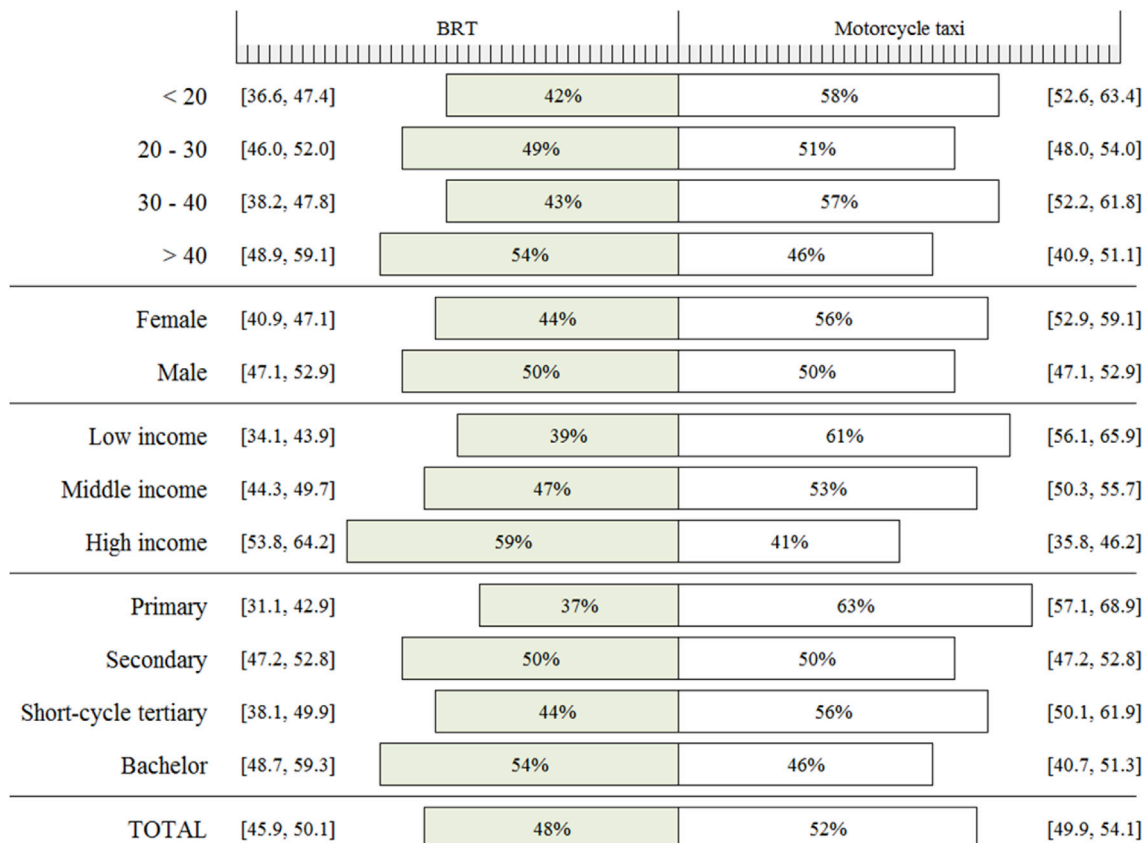 BRT Motorcycle taxi
< 20 [36.6, 47.4] 42% 58% [52.6, 63.4]
20 - 30 [46.0, 52.0] 49% 51% [48.0, 54.0]
30 - 40 [38.2, 47.8] 43% 57% [52.2, 61.8]
> 40 [48.9, 59.1] 54% 46% [40.9, 51.1]
Female [40.9, 47.1] 44% 56% [52.9, 59.1]
Male [47.1, 52.9] 50% 50% [47.1, 52.9]
Low income [34.1, 43.9] 39% 61% [56.1, 65.9]
Middle income [44.3, 49.7] 47% 53% [50.3, 55.7]
High income [53.8, 64.2] 59% 41% [35.8, 46.2]
Primary [31.1, 42.9] 37% 63% [57.1, 68.9]
Secondary [47.2, 52.8] 50% 50% [47.2, 52.8]
Short-cycle tertiary [38.1, 49.9] 44% 56% [50.1, 61.9]
Bachelor [48.7, 59.3] 54% 46% [40.7, 51.3]
TOTAL [45.9, 50.1] 48% 52% [49.9, 54.1]